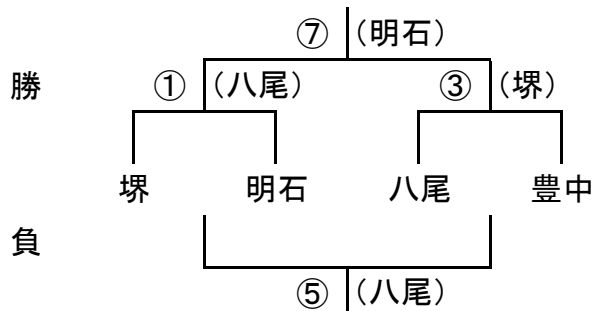 ⑦ (明石)
勝 ① (八尾) ③ (堺)
堺 明石 八尾 豊中
負
⑤ (八尾)